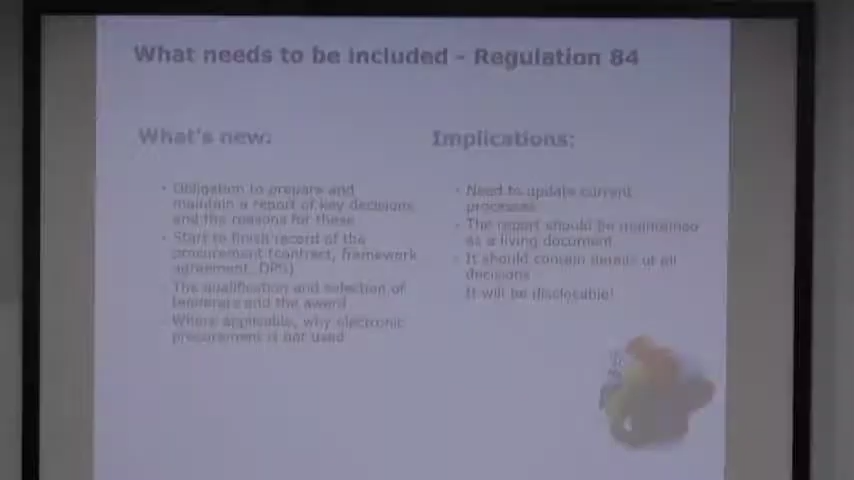 What needs to be included - Regulation 84
What's new:
• Obligation to prepare and
maintain a report of key decisions
and the reasons for these
• Start to finish record of the
procurement (contract, framework
agreement, DPS)
• The qualification and selection of
tenderers and the award
• Where applicable, why electronic
procurement is not used
Implications:
• Need to update current
processes
• The report should be maintained
as a living document
• It should contain details of all
decisions
It will be disclosable!